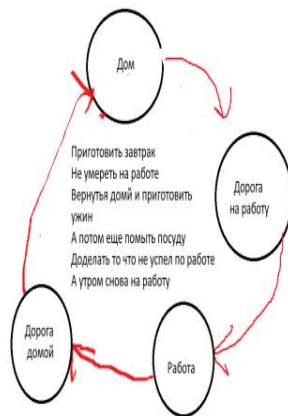 Дом
Приготовить завтрак
Не умереть на работе
Вернутья домй и приготовить
ужин
А потом еще помыть посуду
Доделать то что не успел по работе
А утром снова на работу
Дорога
на работу
Работа
Дорога
домой